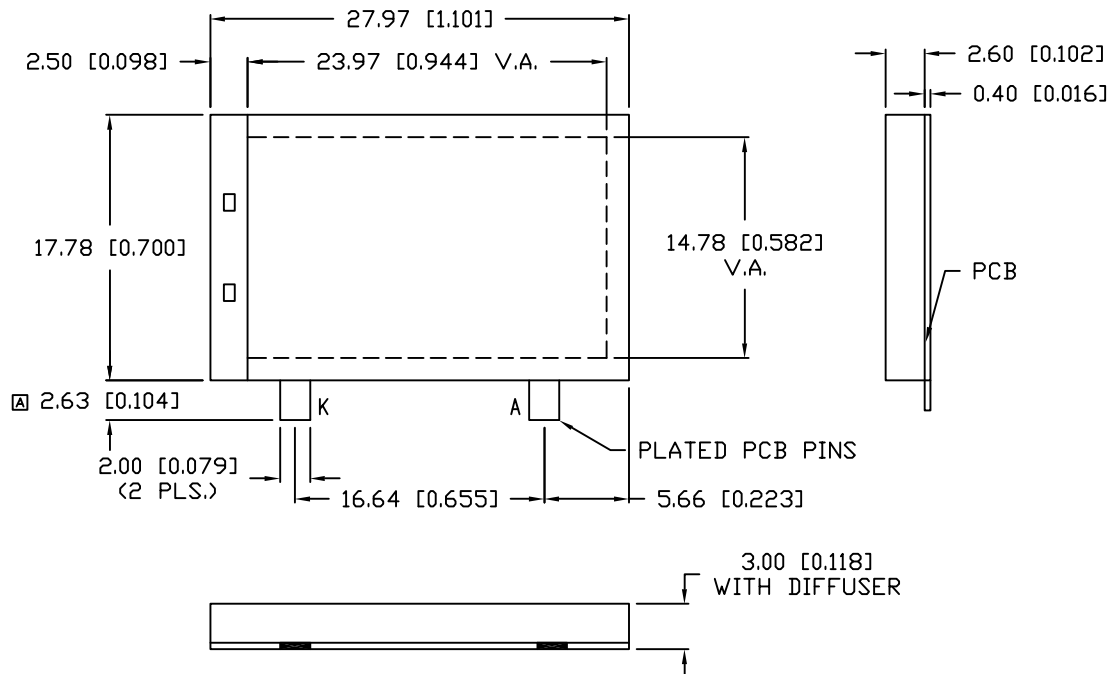 27.97 [1.101]
2.50 [0.098]
23.97 [0.944] V.A.
2.60 [0.102]
0.40 [0.016]
17.78 [0.700]
14.78 [0.582]
V.A.
PCB
A 2.63 [0.104]
K
A
PLATED PCB PINS
2.00 [0.079]
(2 PLS.)
16.64 [0.655]
5.66 [0.223]
3.00 [0.118]
WITH DIFFUSER